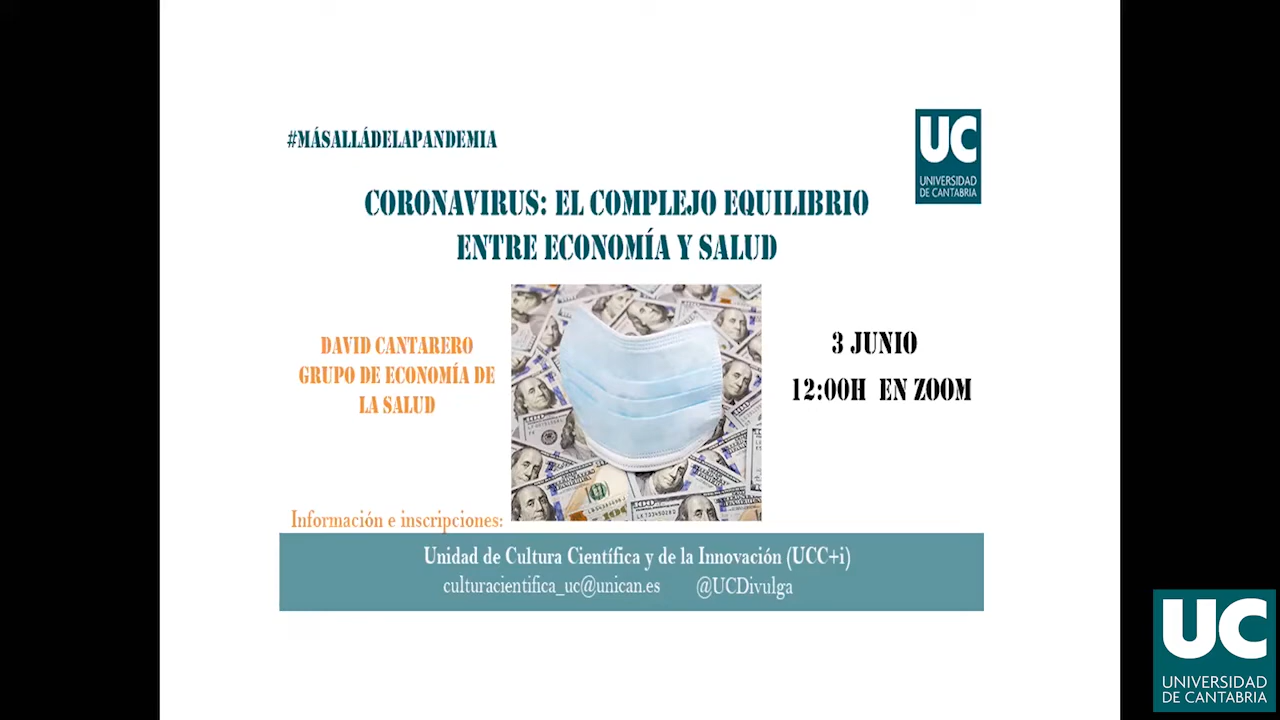 #MÁSALLÁDELAPANDEMIA
UC
UNIVERSIDAD
DE CANTABRIA
CORONAVIRUS: EL COMPLEJO EQUILIBRIO
ENTRE ECONOMÍA Y SALUD
DAVID CANTARERO
GRUPO DE ECONOMÍA DE
LA SALUD
3 JUNIO
12:00H EN ZOOM
Información e inscripciones:
Unidad de Cultura Científica y de la Innovación (UCC+i)
culturacientifica_uc@unican.es @UCDivulga
UC
UNIVERSIDAD
DE CANTABRIA